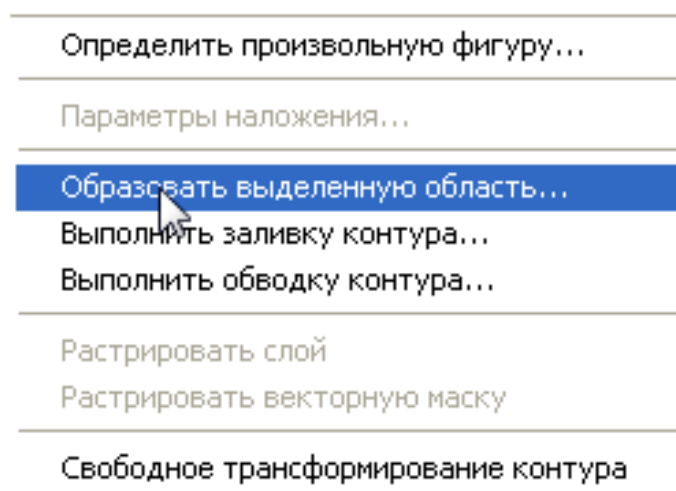 Определить произвольную фигуру...
Параметры наложения...
Образовать выделенную область...
Выполнить заливку контура...
Выполнить обводку контура...
Растрировать слой
Растрировать векторную маску
Свободное трансформирование контура